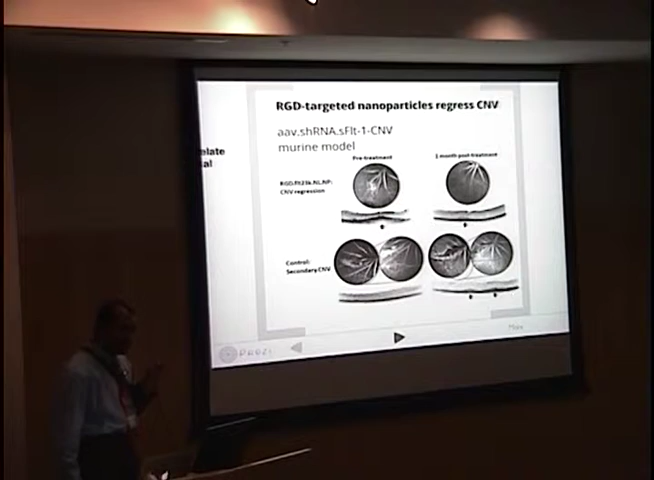 RGD-targeted nanoparticles regress CNV
aav.shRNA.sFlt-1-CNV
murine model
elate
al
Pre-treatment
1 month post-treatment
CNV regression
Control:
Secondary CNV
More
PREZI